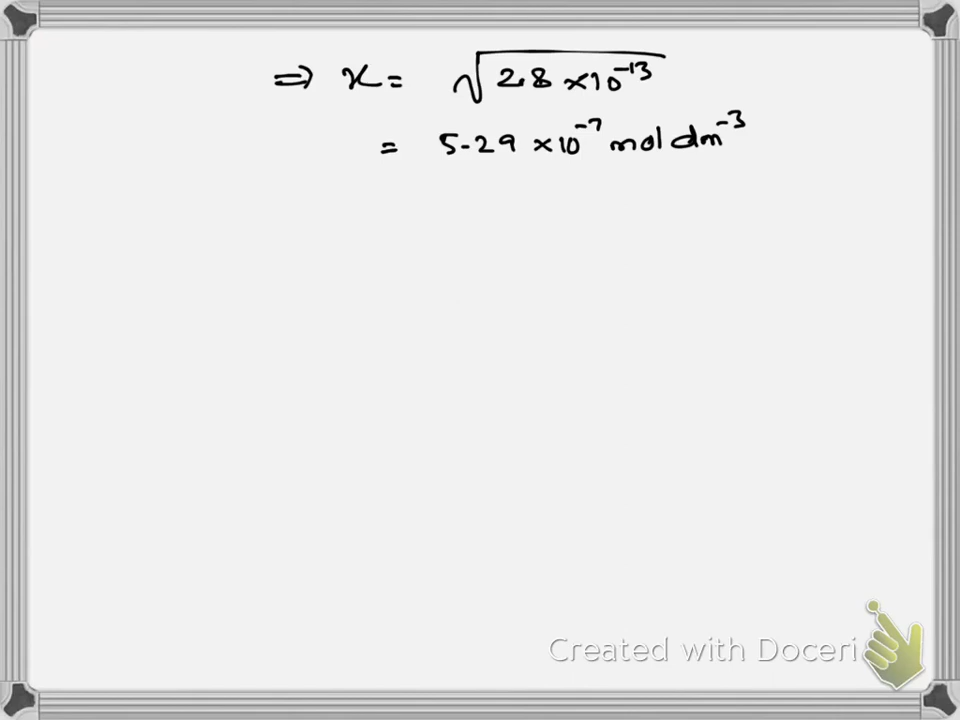 ⇒ x = √2.8 ×10⁻¹³
= 5.29 ×10⁻⁷ mol dm⁻³
Created with Doceri